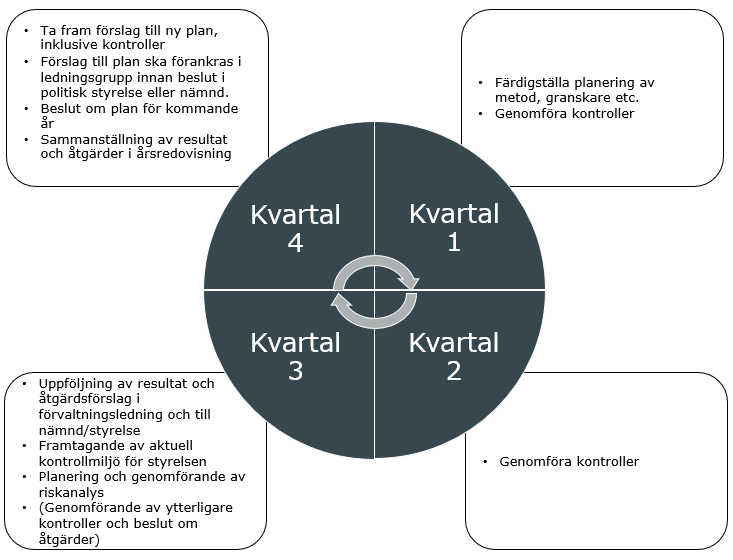 • Ta fram förslag till ny plan,
inklusive kontroller
• Förslag till plan ska förankras i
ledningsgrupp innan beslut i
politisk styrelse eller nämnd.
• Beslut om plan för kommande
år
• Sammanställning av resultat
och åtgärder i årsredovisning
• Färdigställa planering av
metod, granskare etc.
• Genomföra kontroller
Kvartal
4
Kvartal
1
Kvartal
3
Kvartal
2
• Uppföljning av resultat och
åtgärdsförslag i
förvaltningsledning och till
nämnd/styrelse
• Framtagande av aktuell
kontrollmiljö för styrelsen
• Planering och genomförande av
riskanalys
• (Genomförande av ytterligare
kontroller och beslut om
åtgärder)
• Genomföra kontroller